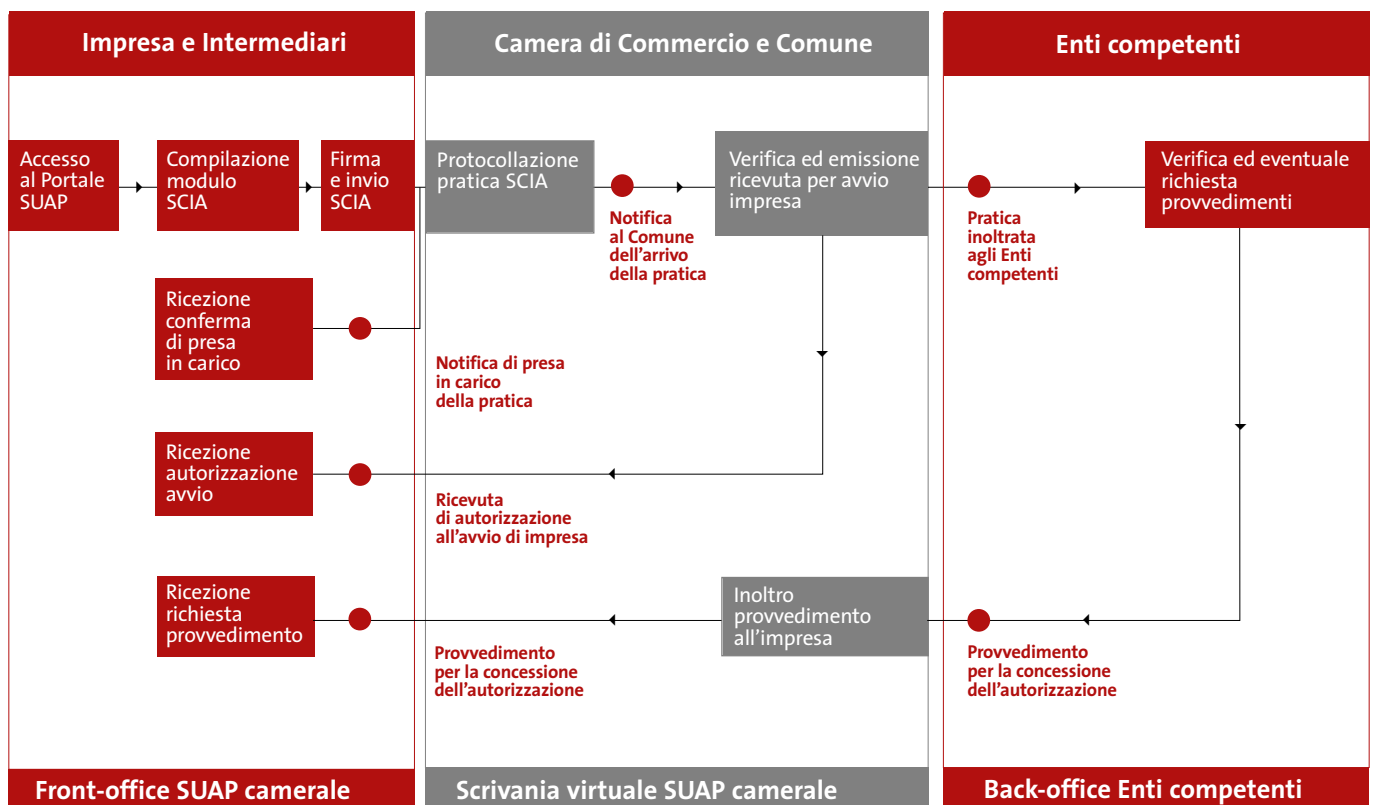 Impresa e Intermediari
Camera di Commercio e Comune
Enti competenti
Accesso
al Portale
SUAP
Compilazione
modulo
SCIA
Firma
e invio
SCIA
Protocollazione
pratica SCIA
Notifica
al Comune
dell'arrivo
della pratica
Verifica ed emissione
ricevuta per avvio
impresa
Pratica
inoltrata
agli Enti
competenti
Verifica ed eventuale
richiesta
provvedimenti
Ricezione
conferma
di presa
in carico
Notifica di presa
in carico
della pratica
Ricezione
autorizzazione
avvio
Ricevuta
di autorizzazione
all'avvio di impresa
Ricezione
richiesta
provvedimento
Provvedimento
per la concessione
dell'autorizzazione
Inoltro
provvedimento
all'impresa
Provvedimento
per la concessione
dell'autorizzazione
Front-office SUAP camerale
Scrivania virtuale SUAP camerale
Back-office Enti competenti